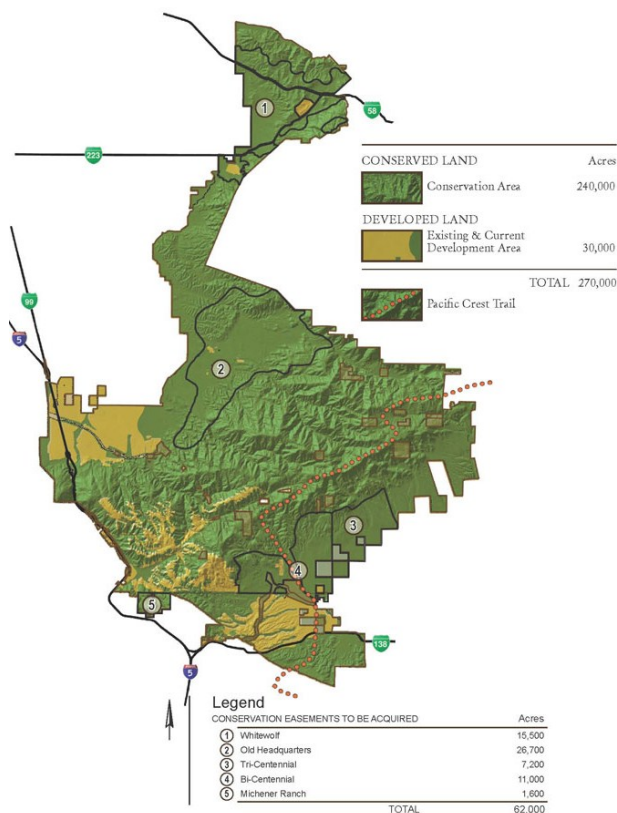 1
58
223
CONSERVED LAND Acres
Conservation Area 240,000
DEVELOPED LAND
Existing & Current
Development Area 30,000
TOTAL 270,000
Pacific Crest Trail
99
5
2
3
4
5
138
5
Legend
CONSERVATION EASEMENTS TO BE ACQUIRED Acres
1 Whitewolf 15,500
2 Old Headquarters 26,700
3 Tri-Centennial 7,200
4 Bi-Centennial 11,000
5 Michener Ranch 1,600
TOTAL 62,000